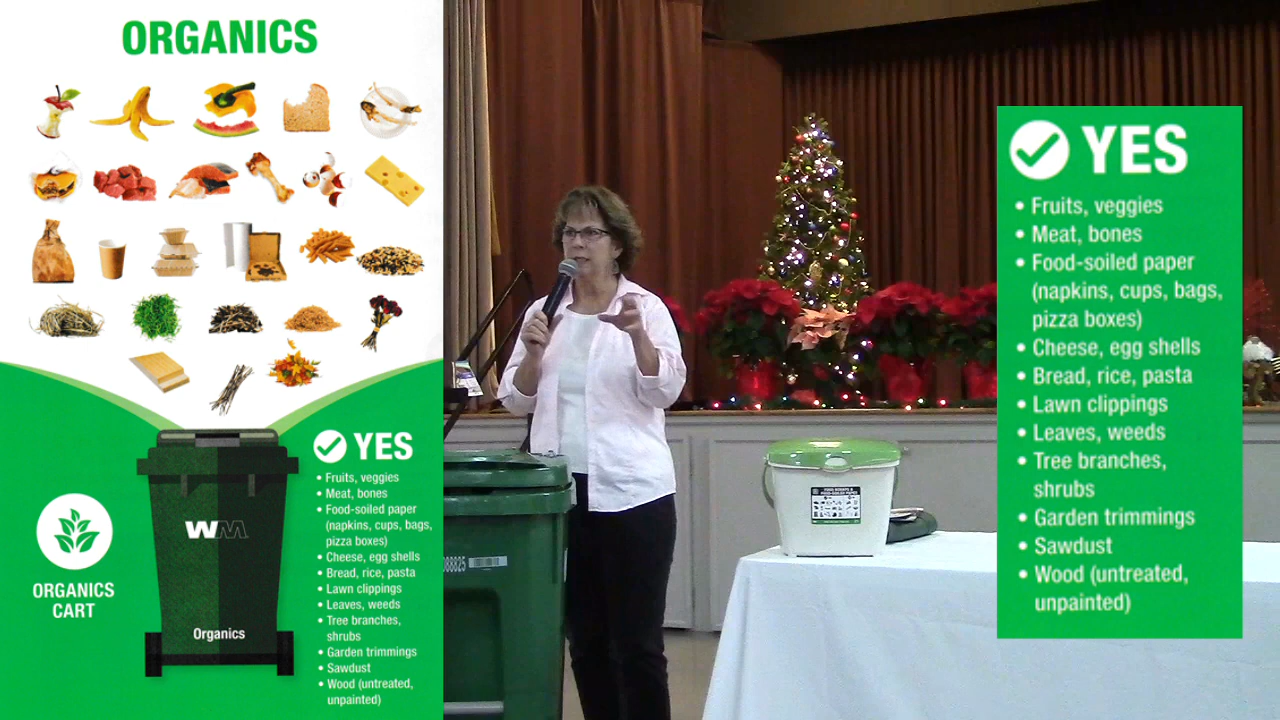 ORGANICS
WM
Organics
ORGANICS
CART
YES
• Fruits, veggies
• Meat, bones
• Food-soiled paper
(napkins, cups, bags,
pizza boxes)
• Cheese, egg shells
• Bread, rice, pasta
• Lawn clippings
• Leaves, weeds
• Tree branches,
shrubs
• Garden trimmings
• Sawdust
• Wood (untreated,
unpainted)
88825
YES
• Fruits, veggies
• Meat, bones
• Food-soiled paper
(napkins, cups, bags,
pizza boxes)
• Cheese, egg shells
• Bread, rice, pasta
• Lawn clippings
• Leaves, weeds
• Tree branches,
shrubs
• Garden trimmings
• Sawdust
• Wood (untreated,
unpainted)